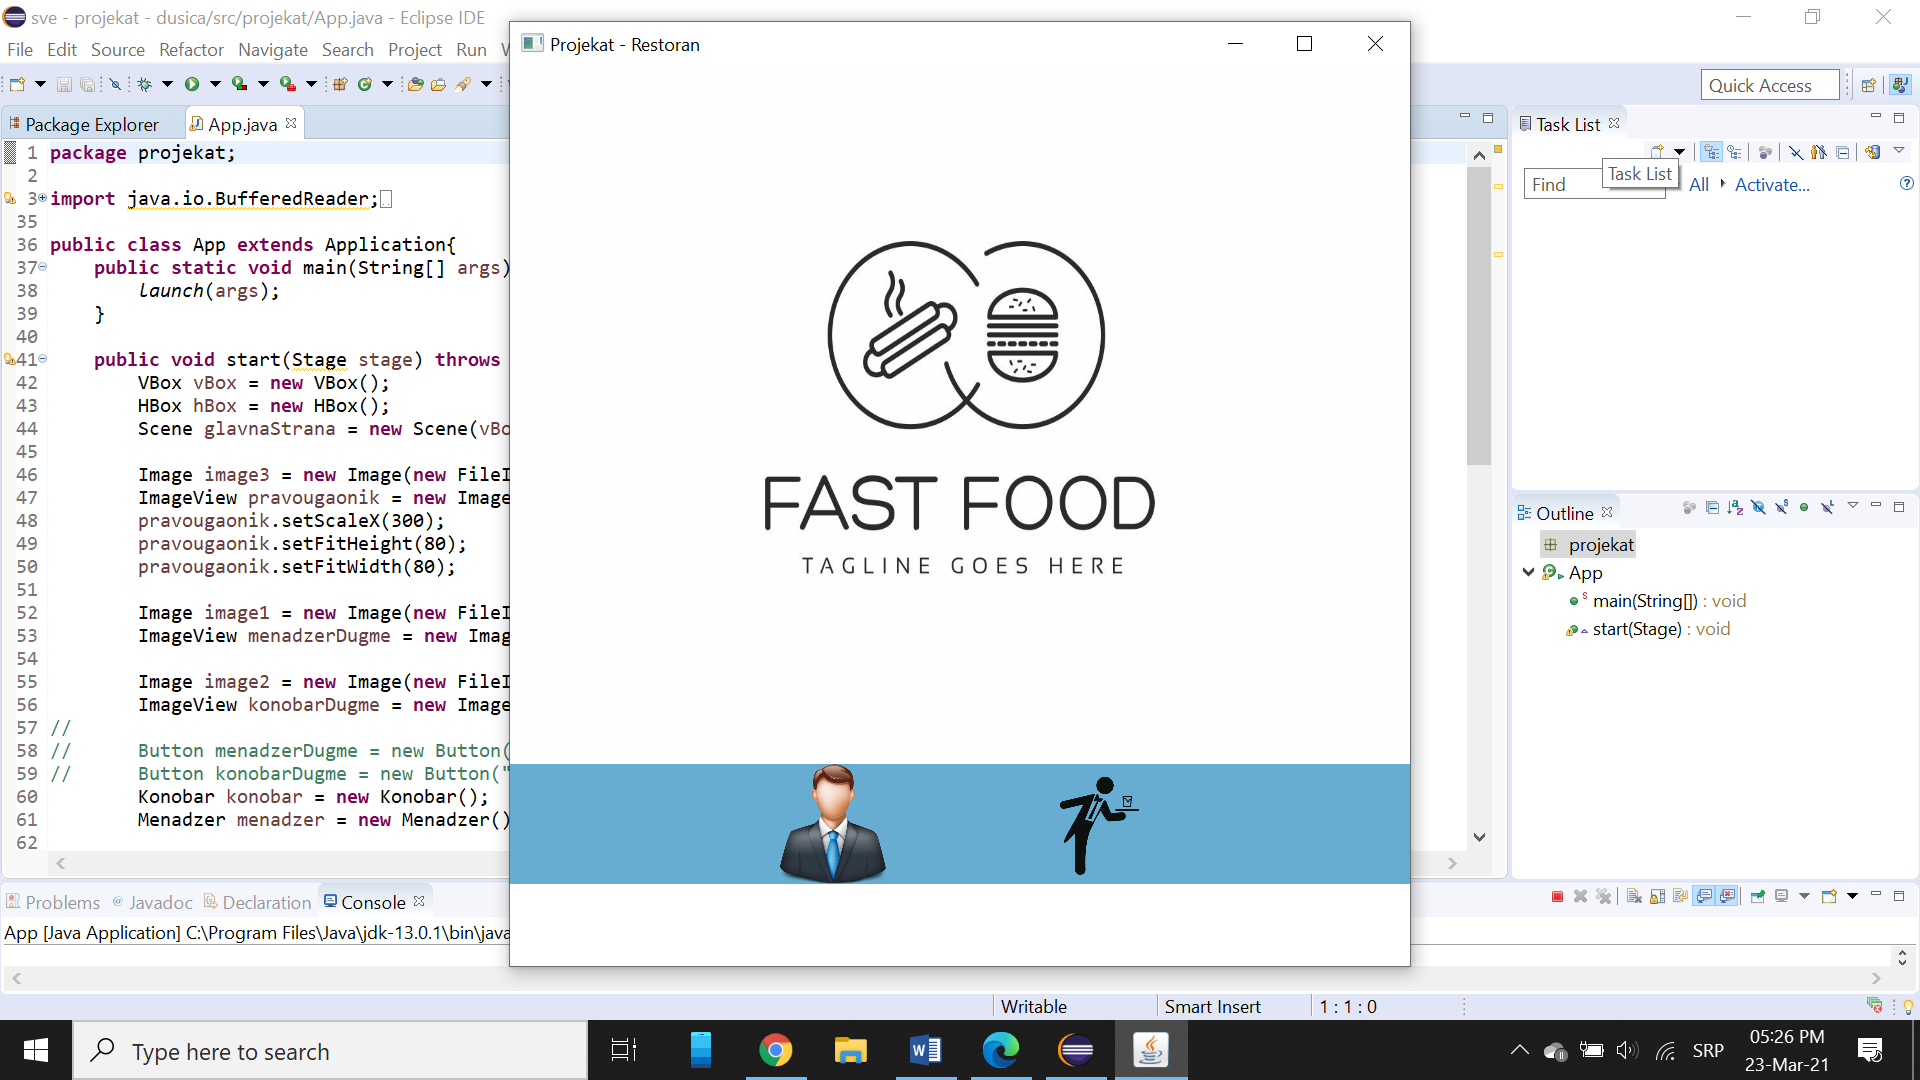 sve - projekat - dusica/src/projekat/App.java - Eclipse IDE
File Edit Source Refactor Navigate Search Project Run
Quick Access
Package Explorer
App.java
1 package projekat;
2
3 import java.io.BufferedReader;
35
36 public class App extends Application{
37 public static void main(String[] args)
38 launch(args);
39 }
40
41 public void start(Stage stage) throws
42 VBox vBox = new VBox();
43 HBox hBox = new HBox();
44 Scene glavnaStrana = new Scene(vBo
45
46 Image image3 = new Image(new FileI
47 ImageView pravougaonik = new Image
48 pravougaonik.setScaleX(300);
49 pravougaonik.setFitHeight(80);
50 pravougaonik.setFitWidth(80);
51
52 Image image1 = new Image(new FileI
53 ImageView menadzerDugme = new Imag
54
55 Image image2 = new Image(new FileI
56 ImageView konobarDugme = new Image
57 //
58 // Button menadzerDugme = new Button(
59 // Button konobarDugme = new Button("
60 Konobar konobar = new Konobar();
61 Menadzer menadzer = new Menadzer()
62
Projekat - Restoran
FAST FOOD
TAGLINE GOES HERE
Task List
Task List
Find
All
Activate...
Outline
projekat
App
main(String[]) : void
start(Stage) : void
Problems
@ Javadoc
Declaration
Console
App [Java Application] C:\Program Files\Java\jdk-13.0.1\bin\java
Writable
Smart Insert
1 : 1 : 0
Type here to search
SRP
05:26 PM
23-Mar-21